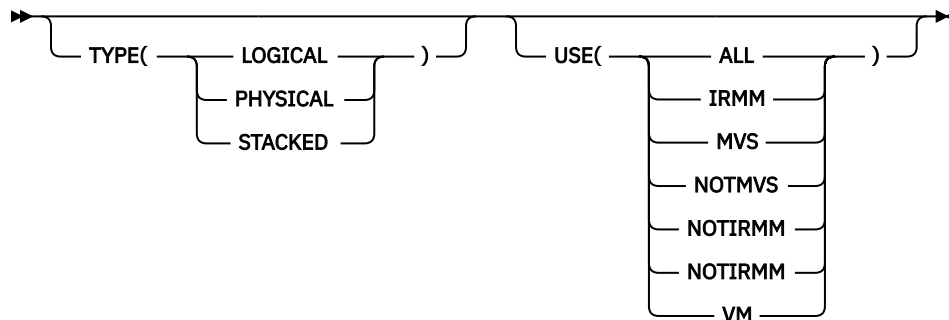 TYPE( LOGICAL ) USE( ALL )
PHYSICAL IRMM
STACKED MVS
NOTMVS
NOTIRMM
NOTIRMM
VM